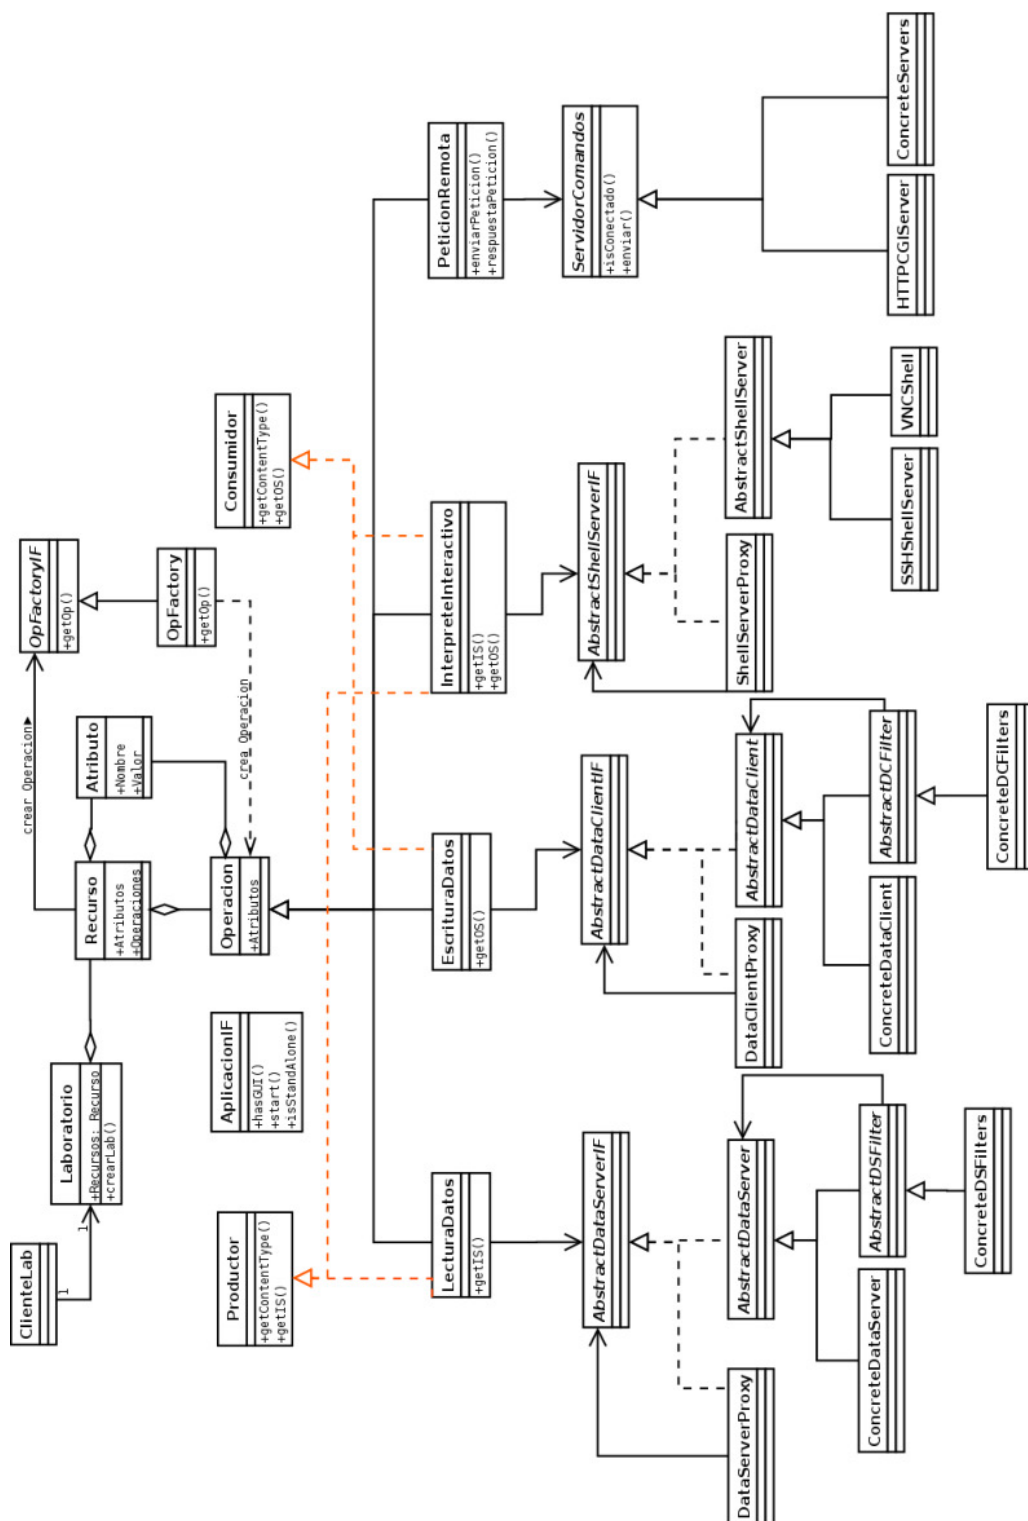 ClienteLab
1
1
Laboratorio
+Recursos: Recurso
+crearLab()
Recurso
+Atributos
+Operaciones
Atributo
+Nombre
+Valor
crear Operacion▶
OpFactoryIF
+getOp()
OpFactory
+getOp()
crea Operacion
Productor
+getContentType()
+getIS()
AplicacionIF
+hasGUI()
+start()
+isStandAlone()
Operacion
+Atributos
Consumidor
+getContentType()
+getOS()
LecturaDatos
+getIS()
EscrituraDatos
+getOS()
InterpreteInteractivo
+getIS()
+getOS()
PeticionRemota
+enviarPeticion()
+respuestaPeticion()
AbstractDataServerIF
AbstractDataClientIF
AbstractShellServerIF
ServidorComandos
+isConectado()
+enviar()
DataServerProxy
AbstractDataServer
DataClientProxy
AbstractDataClient
ShellServerProxy
AbstractShellServer
ConcreteDataServer
AbstractDSFilter
ConcreteDataClient
AbstractDCFilter
SSHShellServer
VNCShell
HTTPCGIServer
ConcreteServers
ConcreteDSFilters
ConcreteDCFilters